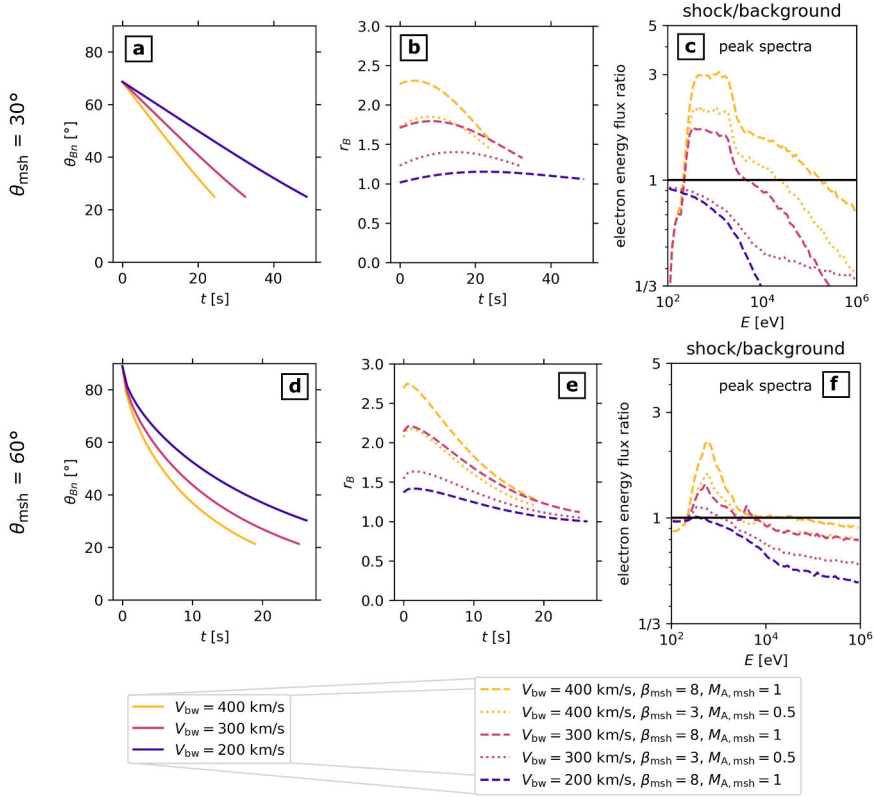 shock/background
a
b
c
peak spectra
θmsh = 30°
θBn [°]
80
60
40
20
0
0
20
40
t [s]
rB
3.0
2.5
2.0
1.5
1.0
0.5
0.0
0
20
40
t [s]
electron energy flux ratio
5
3
1
1/3
10^2
10^4
10^6
E [eV]
shock/background
d
e
peak spectra
f
θmsh = 60°
θBn [°]
80
60
40
20
0
0
10
20
t [s]
rB
3.0
2.5
2.0
1.5
1.0
0.5
0.0
0
10
20
t [s]
electron energy flux ratio
5
3
1
1/3
10^2
10^4
10^6
E [eV]
Vbw = 400 km/s
Vbw = 300 km/s
Vbw = 200 km/s
Vbw = 400 km/s, βmsh = 8, MA,msh = 1
Vbw = 400 km/s, βmsh = 3, MA,msh = 0.5
Vbw = 300 km/s, βmsh = 8, MA,msh = 1
Vbw = 300 km/s, βmsh = 3, MA,msh = 0.5
Vbw = 200 km/s, βmsh = 8, MA,msh = 1